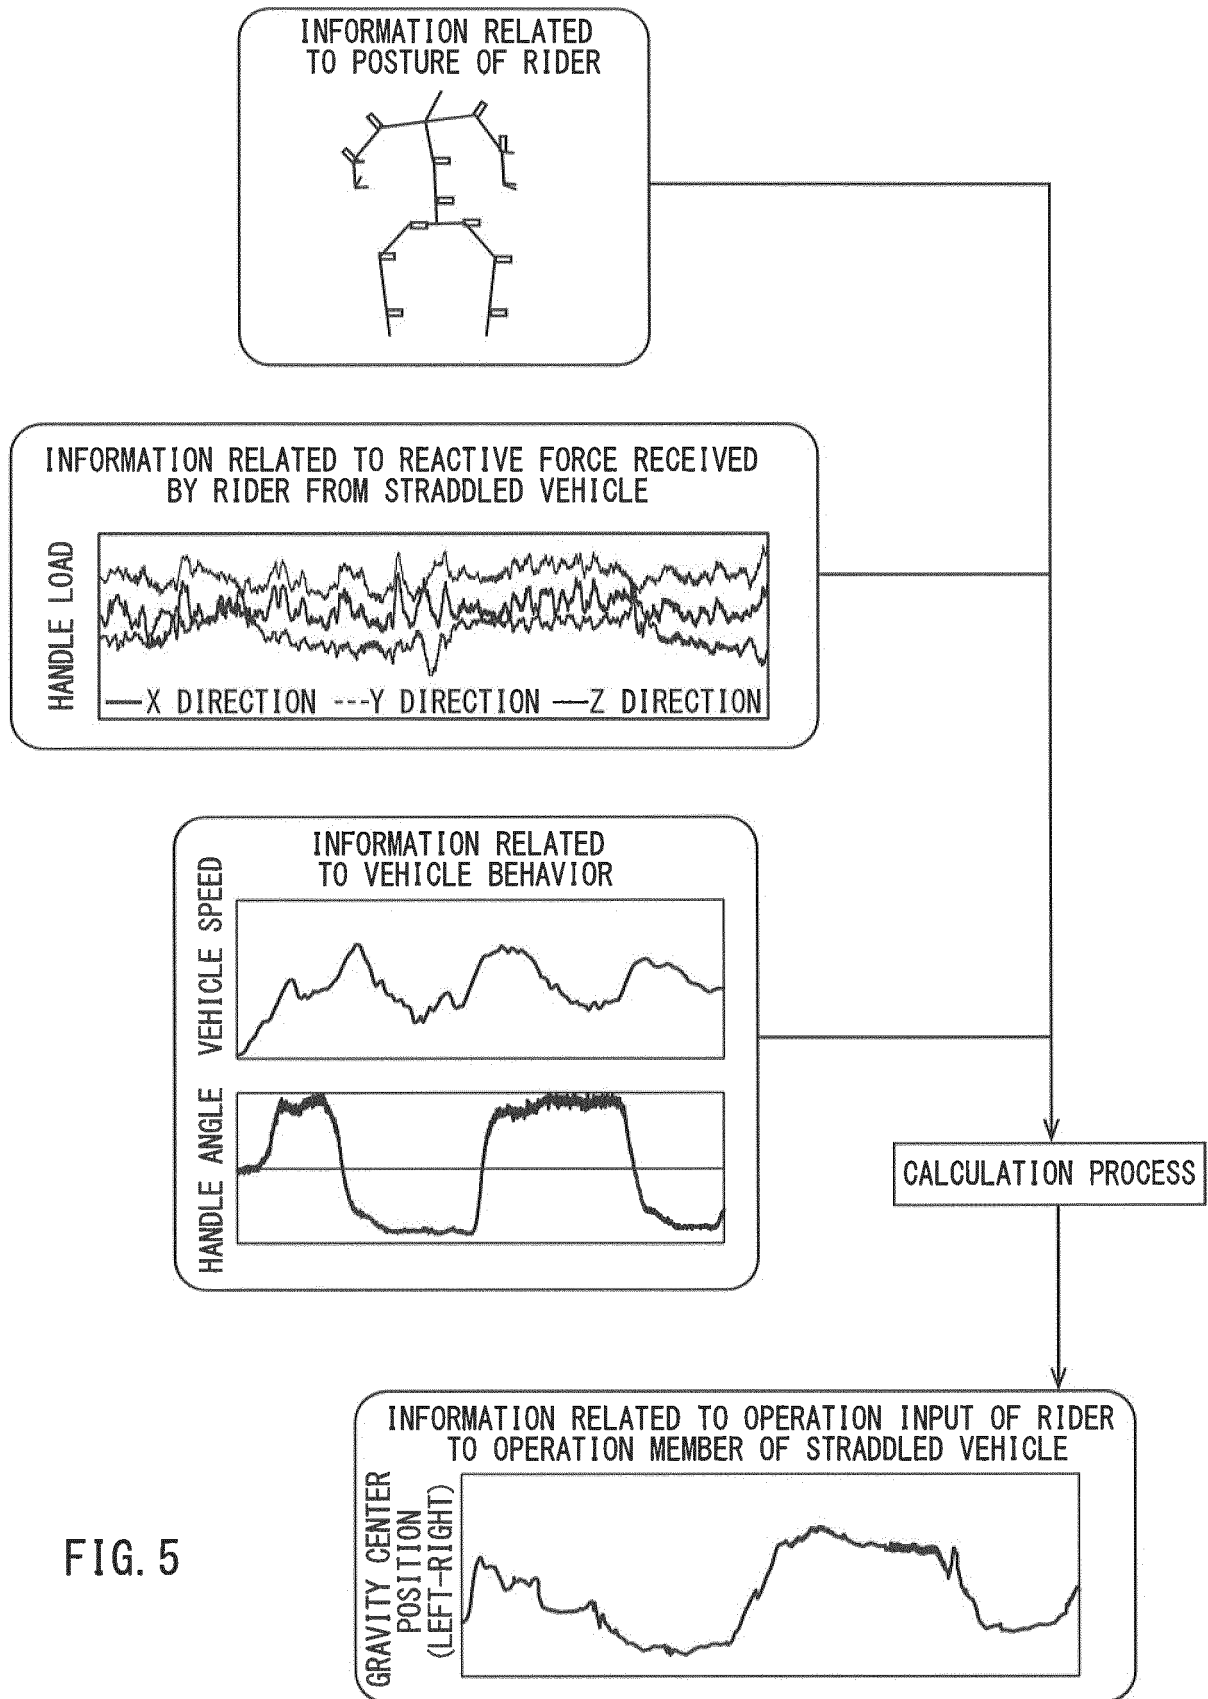 INFORMATION RELATED
TO POSTURE OF RIDER
INFORMATION RELATED TO REACTIVE FORCE RECEIVED
BY RIDER FROM STRADDLED VEHICLE
HANDLE LOAD
X DIRECTION Y DIRECTION Z DIRECTION
INFORMATION RELATED
TO VEHICLE BEHAVIOR
VEHICLE SPEED
HANDLE ANGLE
CALCULATION PROCESS
INFORMATION RELATED TO OPERATION INPUT OF RIDER
TO OPERATION MEMBER OF STRADDLED VEHICLE
GRAVITY CENTER
POSITION
(LEFT-RIGHT)
FIG. 5